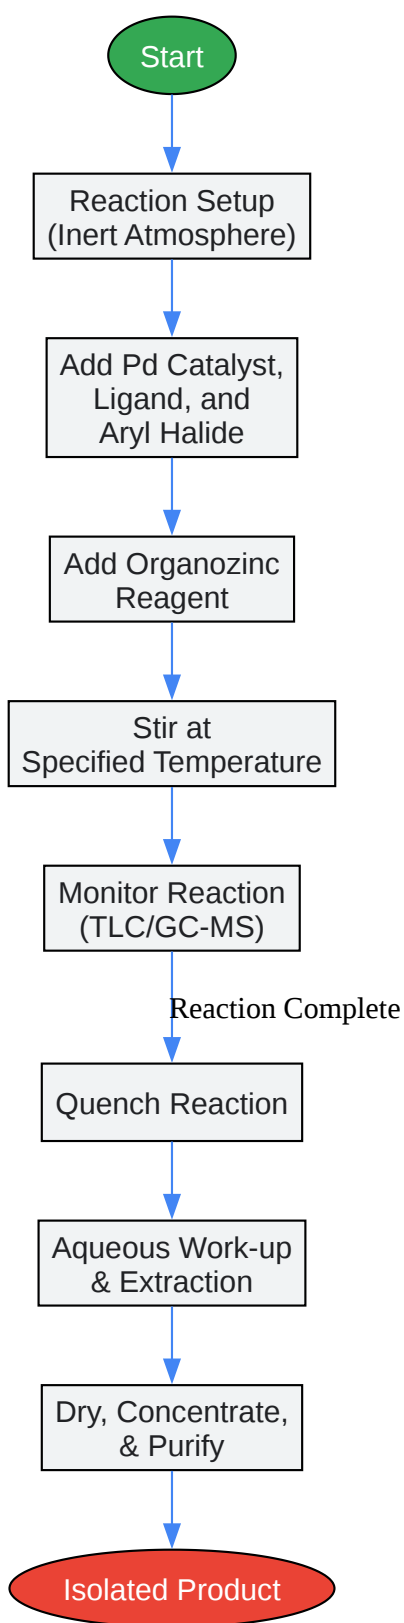 Start
Reaction Setup
(Inert Atmosphere)
Add Pd Catalyst,
Ligand, and
Aryl Halide
Add Organozinc
Reagent
Stir at
Specified Temperature
Monitor Reaction
(TLC/GC-MS)
Reaction Complete
Quench Reaction
Aqueous Work-up
& Extraction
Dry, Concentrate,
& Purify
Isolated Product